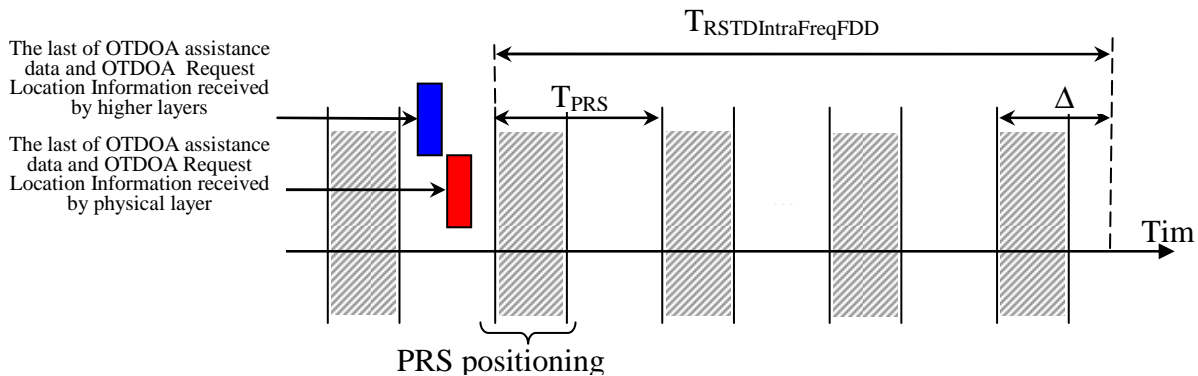 T_RSTDIntraFreqFDD
The last of OTDOA assistance
data and OTDOA Request
Location Information received
by higher layers
T_PRS
Δ
The last of OTDOA assistance
data and OTDOA Request
Location Information received
by physical layer
. . .
Tim
PRS positioning